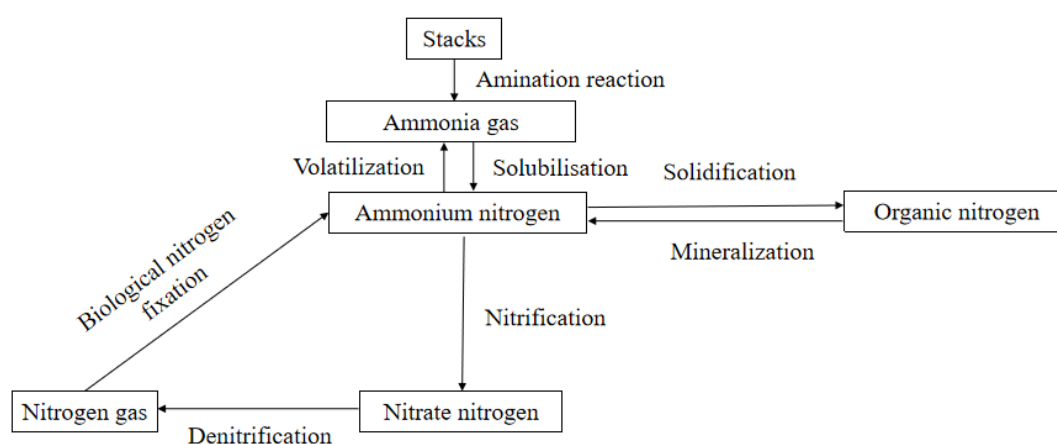 Stacks
Amination reaction
Ammonia gas
Volatilization
Solubilisation
Solidification
Ammonium nitrogen
Organic nitrogen
Mineralization
Biological nitrogen
fixation
Nitrification
Nitrogen gas
Nitrate nitrogen
Denitrification